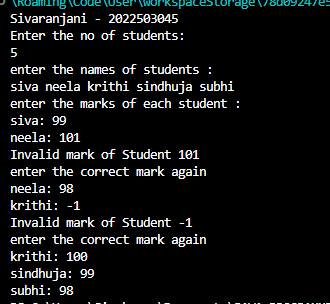 \Roaming\Code\User\workspaceStorage\78d09247e5
Sivaranjani - 2022503045
Enter the no of students:
5
enter the names of students :
siva neela krithi sindhuja subhi
enter the marks of each student :
siva: 99
neela: 101
Invalid mark of Student 101
enter the correct mark again
neela: 98
krithi: -1
Invalid mark of Student -1
enter the correct mark again
krithi: 100
sindhuja: 99
subhi: 98